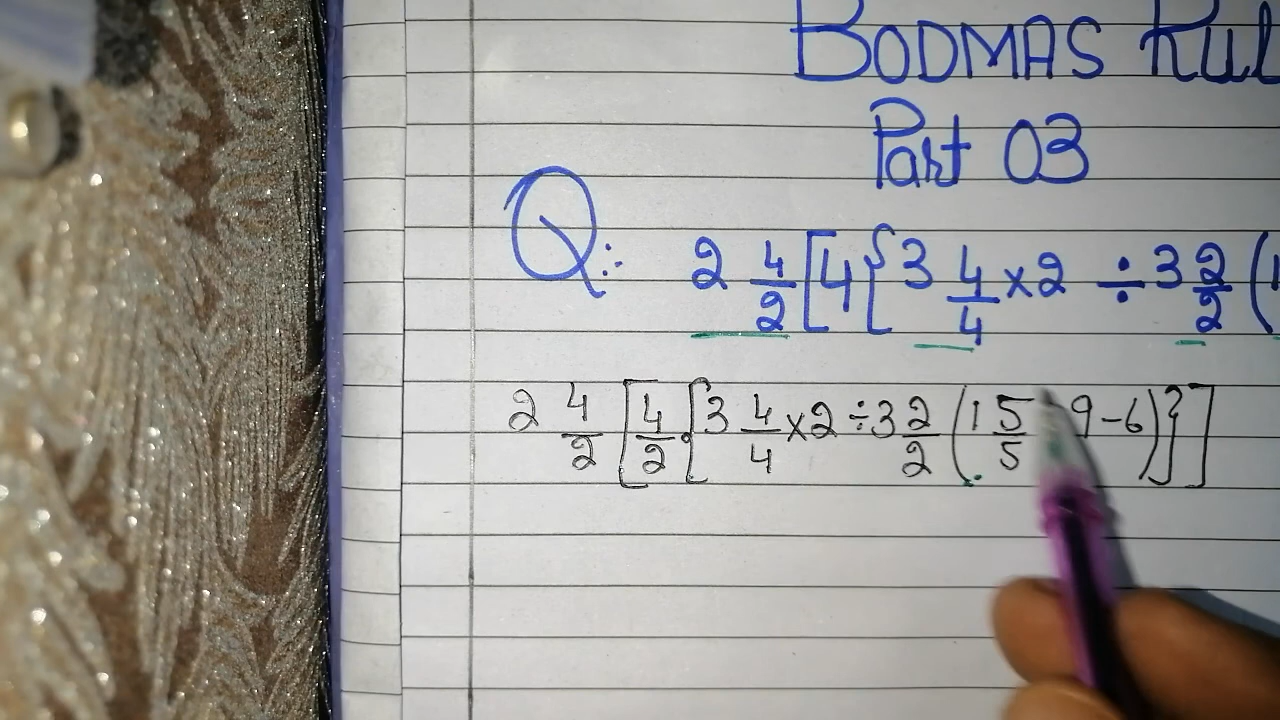 BODMAS Rul
Part 03
Q:- 2 4/2 [4 { 3 4/4 × 2 ÷ 3 2/2 (1
2 4/2 [4/2 { 3 4/4 × 2 ÷ 3 2/2 (1 5/5 9 - 6)}]